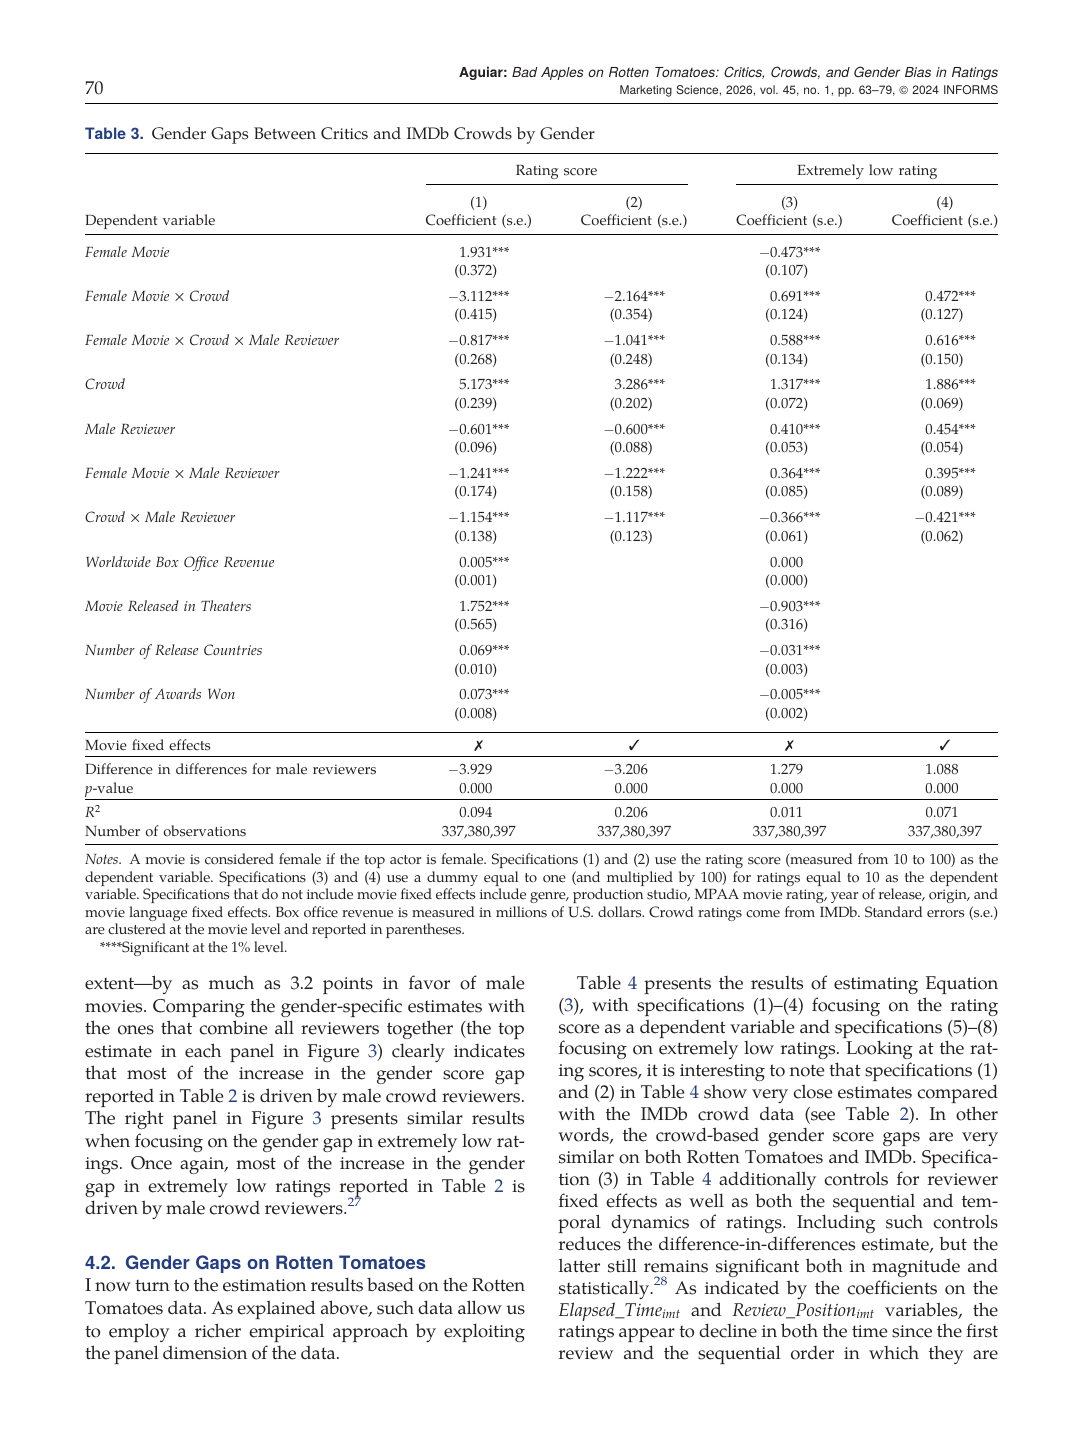 70
Aguiar: Bad Apples on Rotten Tomatoes: Critics, Crowds, and Gender Bias in Ratings
Marketing Science, 2026, vol. 45, no. 1, pp. 63–79, © 2024 INFORMS
Table 3. Gender Gaps Between Critics and IMDb Crowds by Gender
Rating score Extremely low rating
(1) (2) (3) (4)
Dependent variable Coefficient (s.e.) Coefficient (s.e.) Coefficient (s.e.) Coefficient (s.e.)
Female Movie 1.931*** −0.473***
(0.372) (0.107)
Female Movie × Crowd −3.112*** −2.164*** 0.691*** 0.472***
(0.415) (0.354) (0.124) (0.127)
Female Movie × Crowd × Male Reviewer −0.817*** −1.041*** 0.588*** 0.616***
(0.268) (0.248) (0.134) (0.150)
Crowd 5.173*** 3.286*** 1.317*** 1.886***
(0.239) (0.202) (0.072) (0.069)
Male Reviewer −0.601*** −0.600*** 0.410*** 0.454***
(0.096) (0.088) (0.053) (0.054)
Female Movie × Male Reviewer −1.241*** −1.222*** 0.364*** 0.395***
(0.174) (0.158) (0.085) (0.089)
Crowd × Male Reviewer −1.154*** −1.117*** −0.366*** −0.421***
(0.138) (0.123) (0.061) (0.062)
Worldwide Box Office Revenue 0.005*** 0.000
(0.001) (0.000)
Movie Released in Theaters 1.752*** −0.903***
(0.565) (0.316)
Number of Release Countries 0.069*** −0.031***
(0.010) (0.003)
Number of Awards Won 0.073*** −0.005***
(0.008) (0.002)
Movie fixed effects ✗ ✓ ✗ ✓
Difference in differences for male reviewers −3.929 −3.206 1.279 1.088
p-value 0.000 0.000 0.000 0.000
R² 0.094 0.206 0.011 0.071
Number of observations 337,380,397 337,380,397 337,380,397 337,380,397
Notes. A movie is considered female if the top actor is female. Specifications (1) and (2) use the rating score (measured from 10 to 100) as the
dependent variable. Specifications (3) and (4) use a dummy equal to one (and multiplied by 100) for ratings equal to 10 as the dependent
variable. Specifications that do not include movie fixed effects include genre, production studio, MPAA movie rating, year of release, origin, and
movie language fixed effects. Box office revenue is measured in millions of U.S. dollars. Crowd ratings come from IMDb. Standard errors (s.e.)
are clustered at the movie level and reported in parentheses.
****Significant at the 1% level.
extent—by as much as 3.2 points in favor of male
movies. Comparing the gender-specific estimates with
the ones that combine all reviewers together (the top
estimate in each panel in Figure 3) clearly indicates
that most of the increase in the gender score gap
reported in Table 2 is driven by male crowd reviewers.
The right panel in Figure 3 presents similar results
when focusing on the gender gap in extremely low rat-
ings. Once again, most of the increase in the gender
gap in extremely low ratings reported in Table 2 is
driven by male crowd reviewers.27
4.2. Gender Gaps on Rotten Tomatoes
I now turn to the estimation results based on the Rotten
Tomatoes data. As explained above, such data allow us
to employ a richer empirical approach by exploiting
the panel dimension of the data.
Table 4 presents the results of estimating Equation
(3), with specifications (1)–(4) focusing on the rating
score as a dependent variable and specifications (5)–(8)
focusing on extremely low ratings. Looking at the rat-
ing scores, it is interesting to note that specifications (1)
and (2) in Table 4 show very close estimates compared
with the IMDb crowd data (see Table 2). In other
words, the crowd-based gender score gaps are very
similar on both Rotten Tomatoes and IMDb. Specifica-
tion (3) in Table 4 additionally controls for reviewer
fixed effects as well as both the sequential and tem-
poral dynamics of ratings. Including such controls
reduces the difference-in-differences estimate, but the
latter still remains significant both in magnitude and
statistically.28 As indicated by the coefficients on the
Elapsed_Timeimt and Review_Positionimt variables, the
ratings appear to decline in both the time since the first
review and the sequential order in which they are